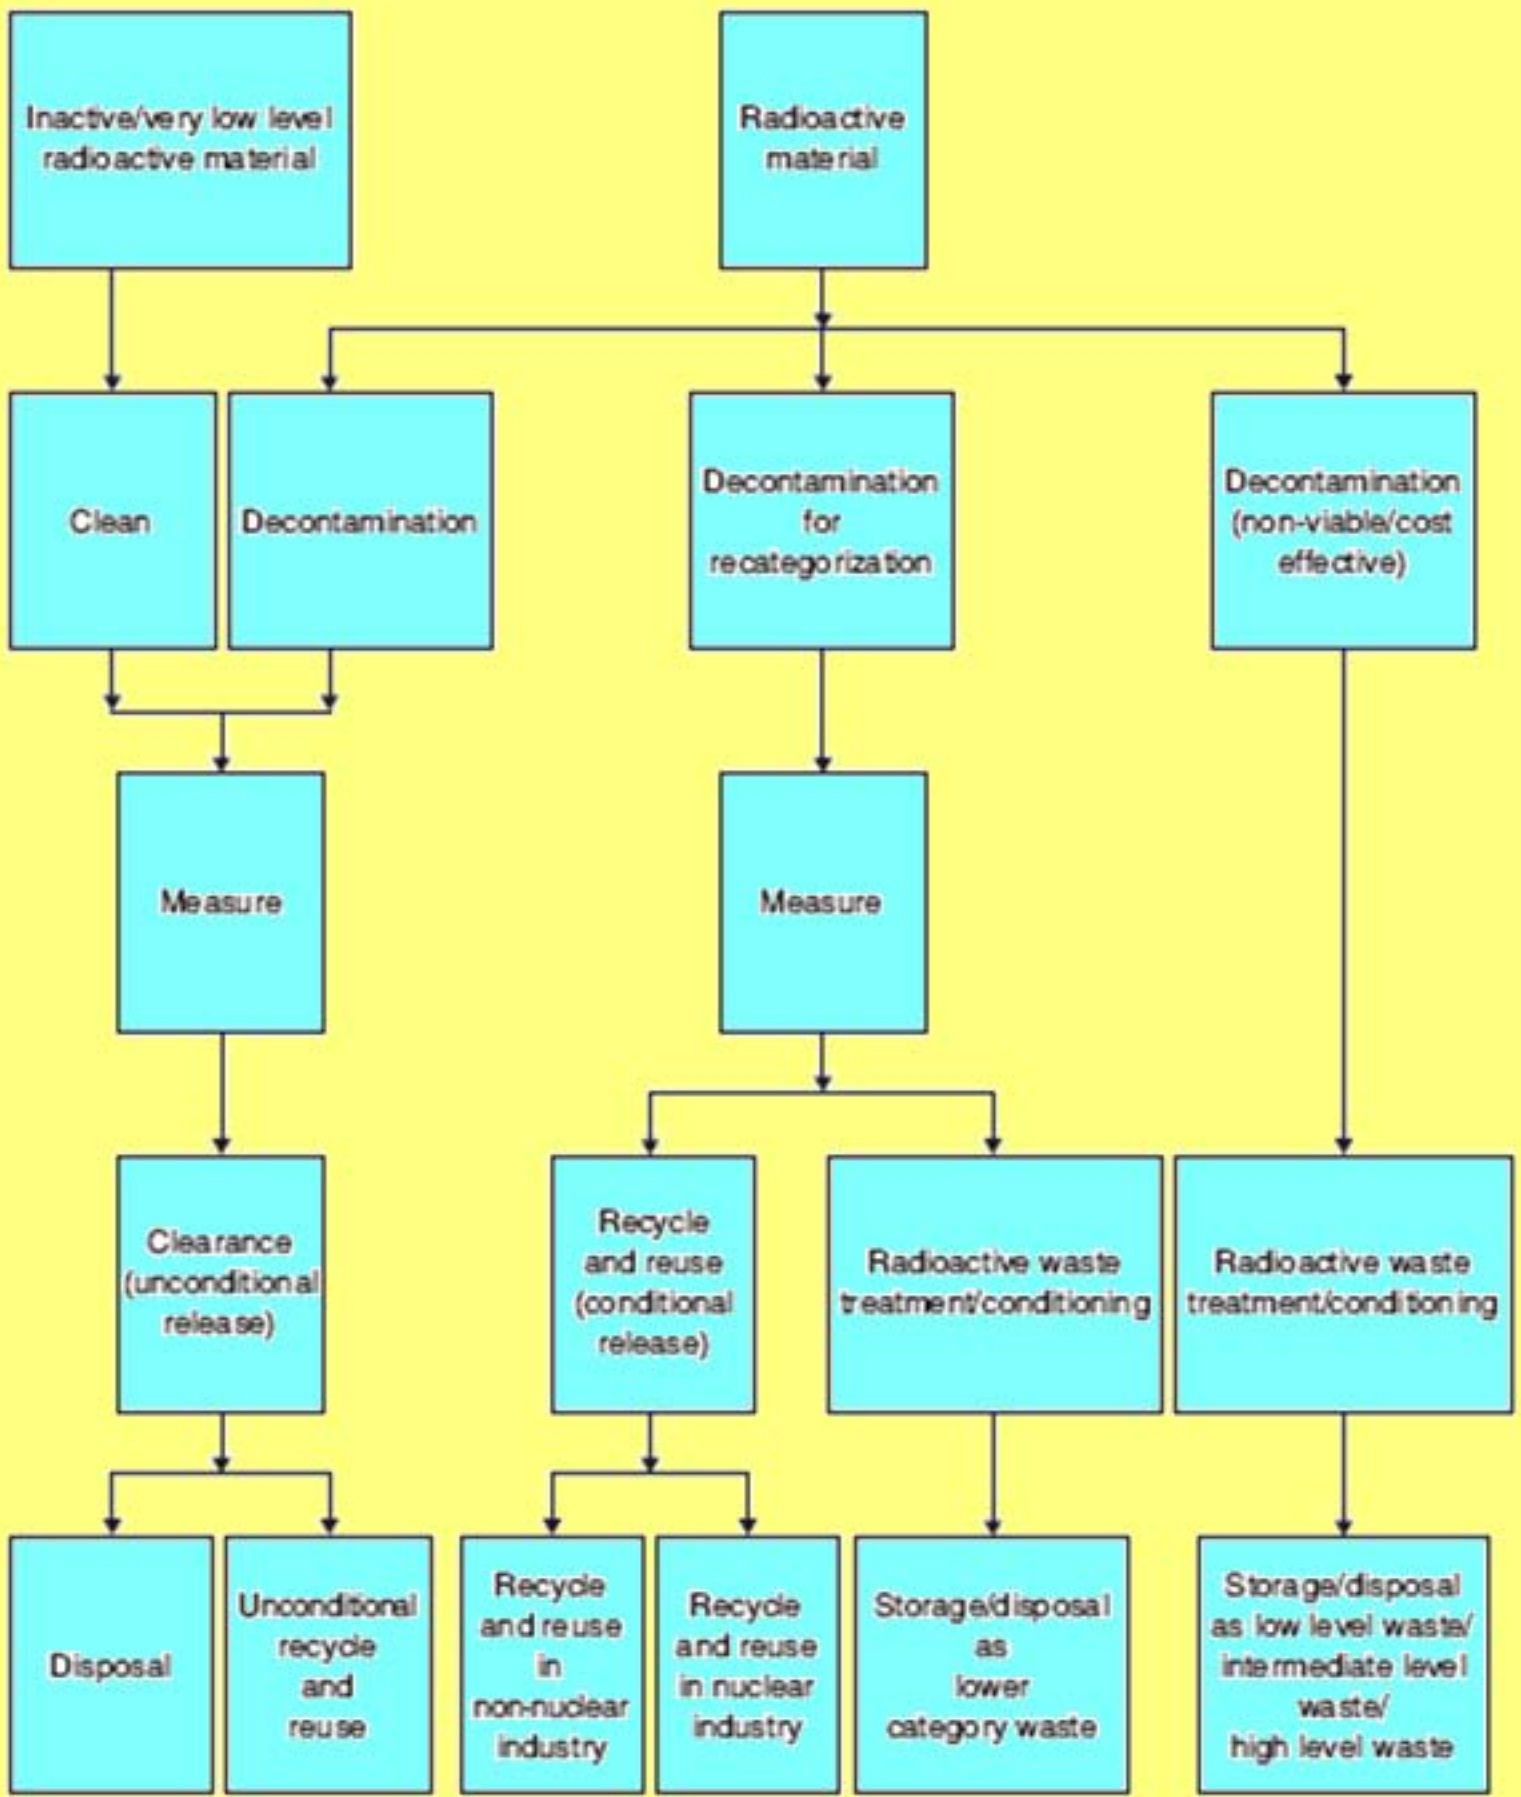 Inactive/very low level
radioactive material
Radioactive
material
Clean
Decontamination
Decontamination
for
recategorization
Decontamination
(non-viable/cost
effective)
Measure
Measure
Clearance
(unconditional
release)
Recycle
and reuse
(conditional
release)
Radioactive waste
treatment/conditioning
Radioactive waste
treatment/conditioning
Disposal
Unconditional
recycle
and
reuse
Recycle
and reuse
in
non-nuclear
industry
Recycle
and reuse
in nuclear
industry
Storage/disposal
as
lower
category waste
Storage/disposal
as low level waste/
intermediate level
waste/
high level waste